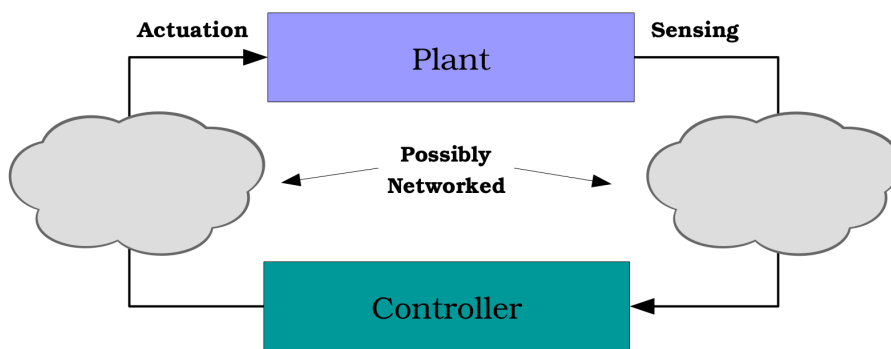 Actuation
Plant
Sensing
Possibly
Networked
Controller